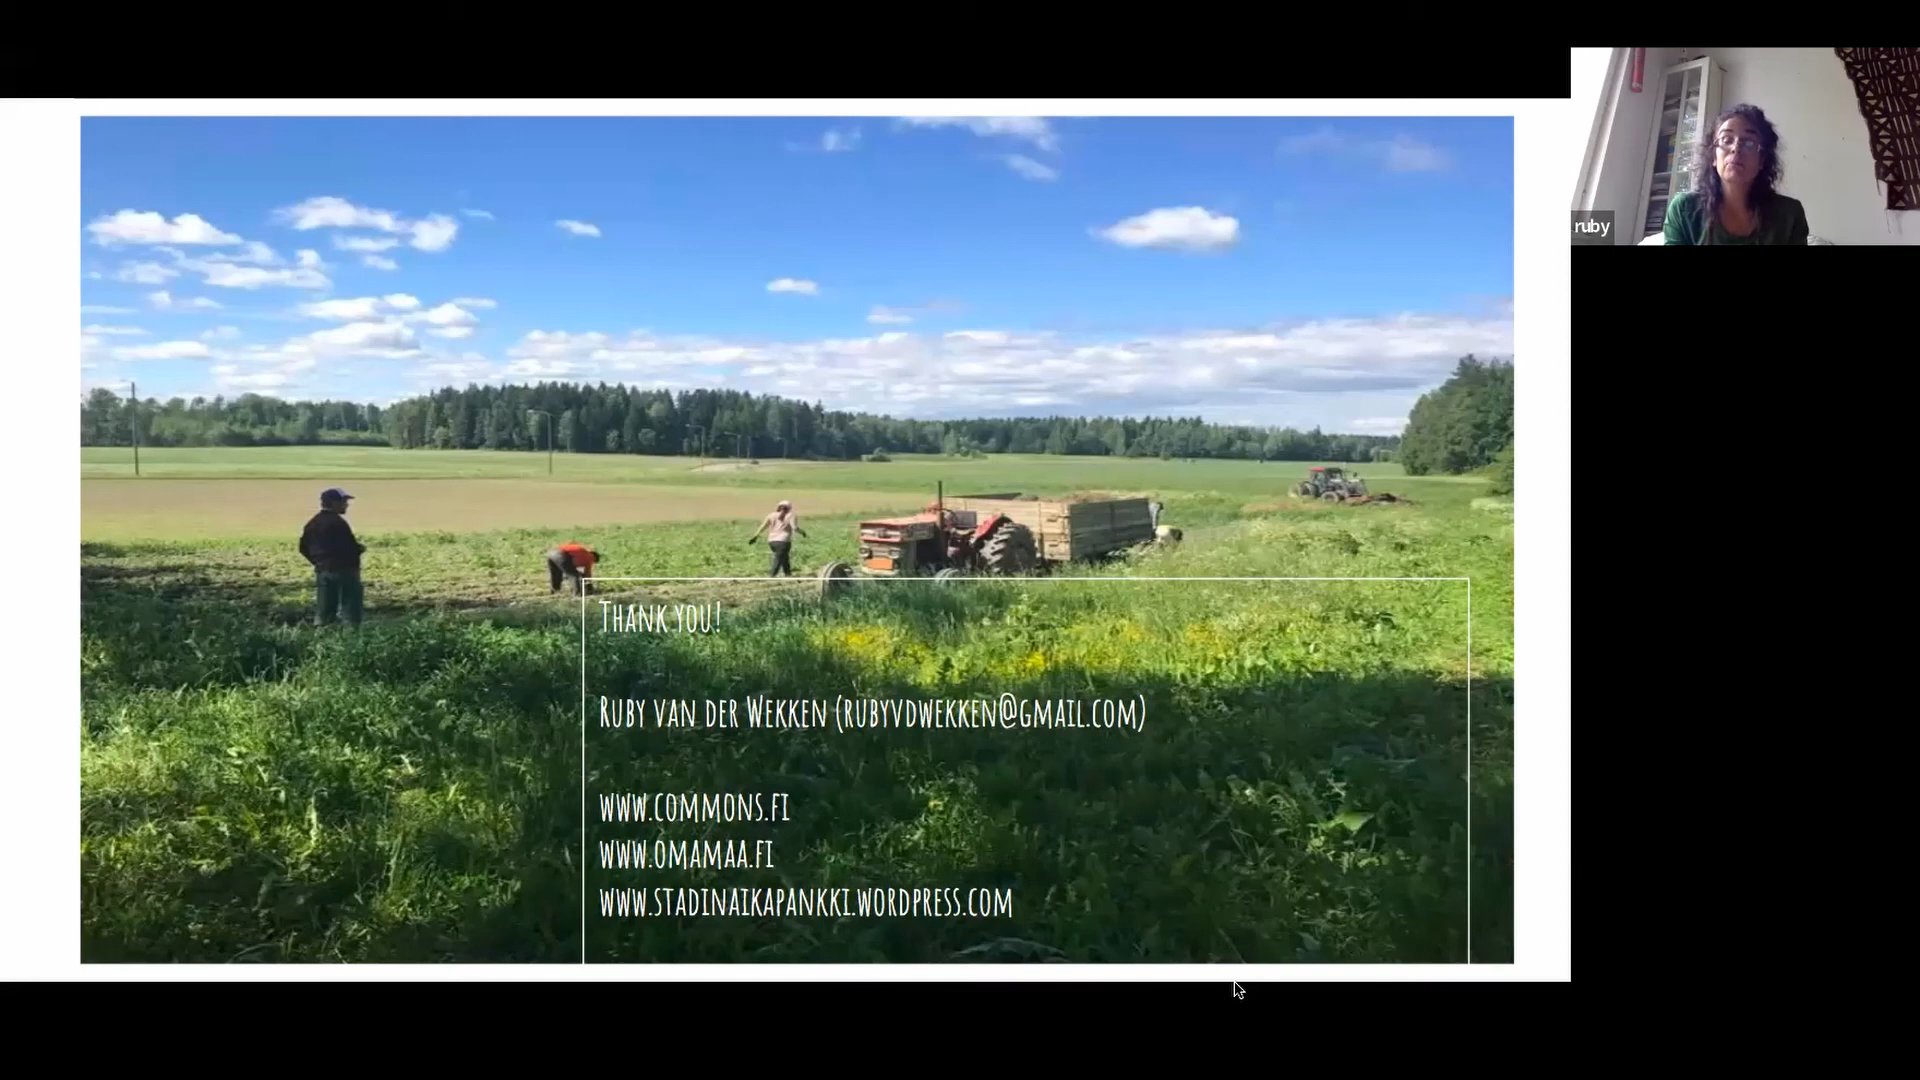 THANK YOU!
RUBY VAN DER WEKKEN (RUBYVDWEKKEN@GMAIL.COM)
WWW.COMMONS.FI
WWW.OMAMAA.FI
WWW.STADINAIKAPANKKI.WORDPRESS.COM
ruby